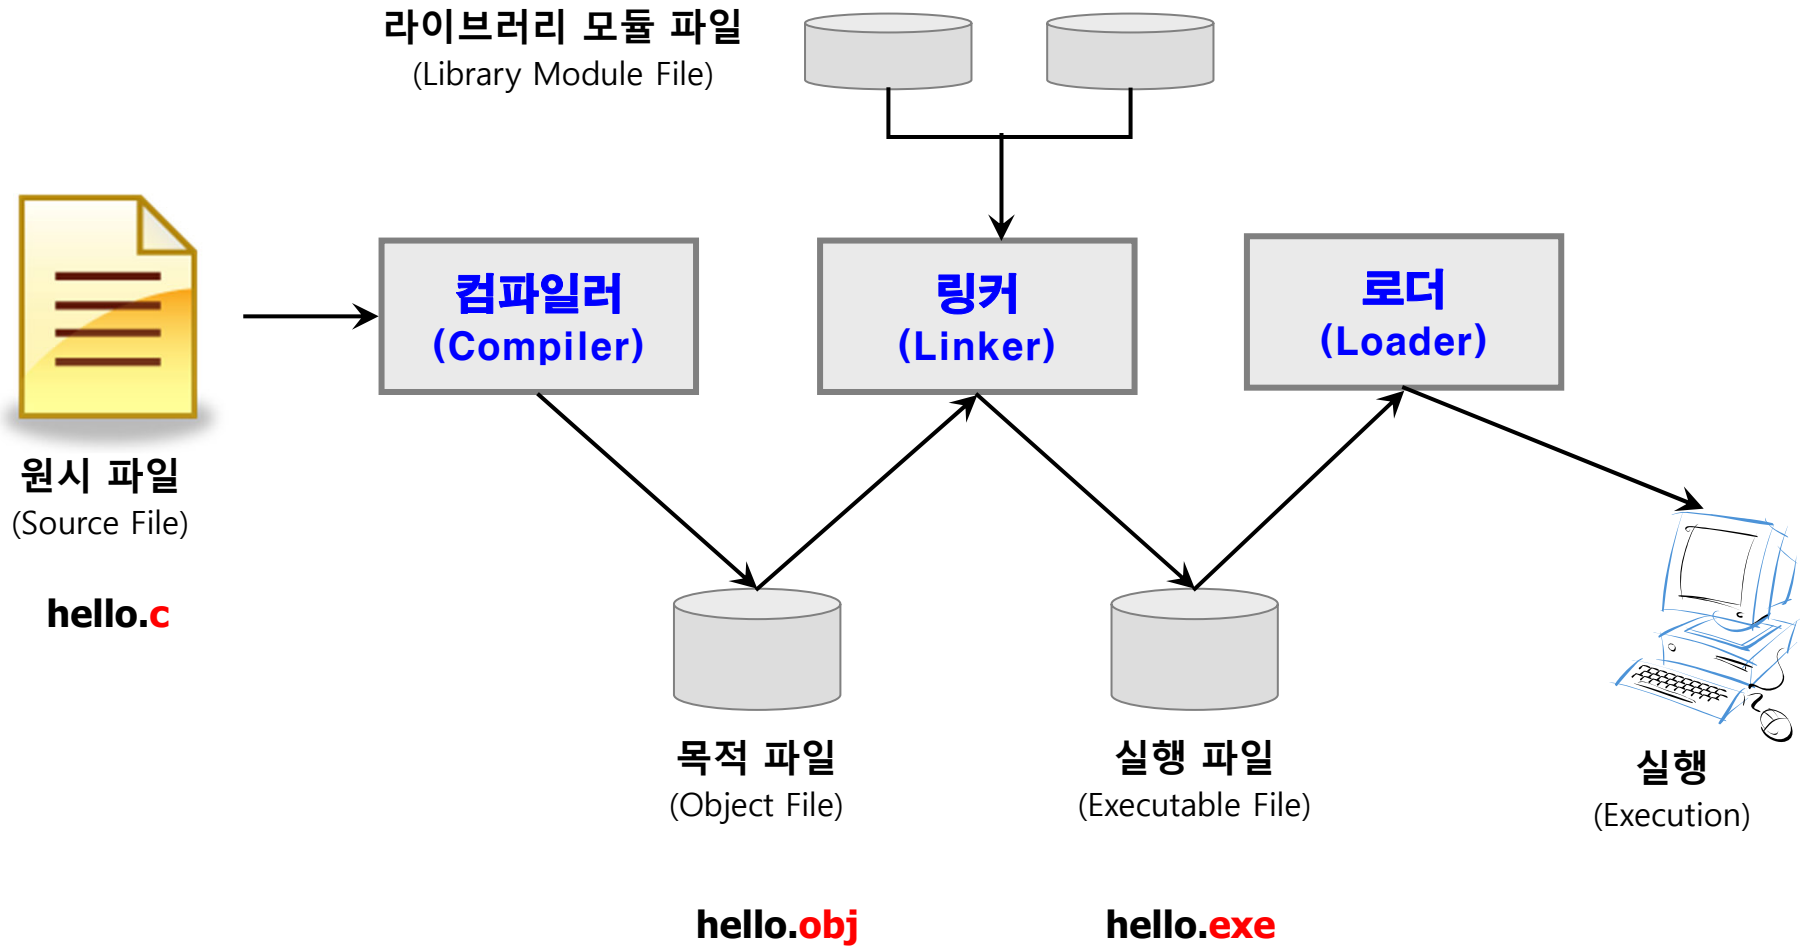 라이브러리 모듈 파일
(Library Module File)
컴파일러
(Compiler)
링커
(Linker)
로더
(Loader)
원시 파일
(Source File)
hello.c
목적 파일
(Object File)
hello.obj
실행 파일
(Executable File)
hello.exe
실행
(Execution)